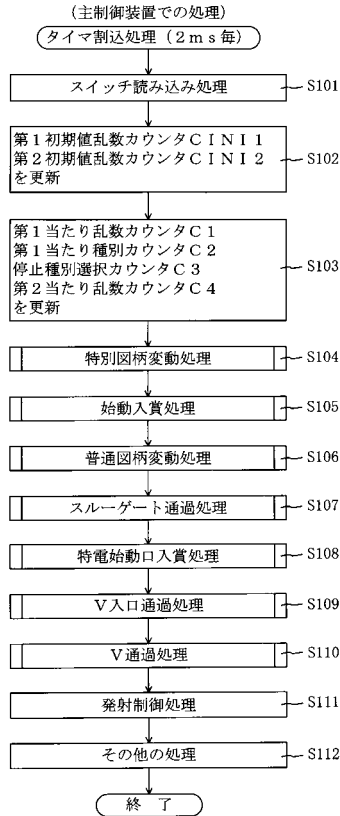 (主制御装置での処理)
タイマ割込処理(2ms毎)
スイッチ読み込み処理 S101
第1初期値乱数カウンタCINI1
第2初期値乱数カウンタCINI2
を更新 S102
第1当たり乱数カウンタC1
第1当たり種別カウンタC2
停止種別選択カウンタC3
第2当たり乱数カウンタC4
を更新 S103
特別図柄変動処理 S104
始動入賞処理 S105
普通図柄変動処理 S106
スルーゲート通過処理 S107
特電始動口入賞処理 S108
V入口通過処理 S109
V通過処理 S110
発射制御処理 S111
その他の処理 S112
終了